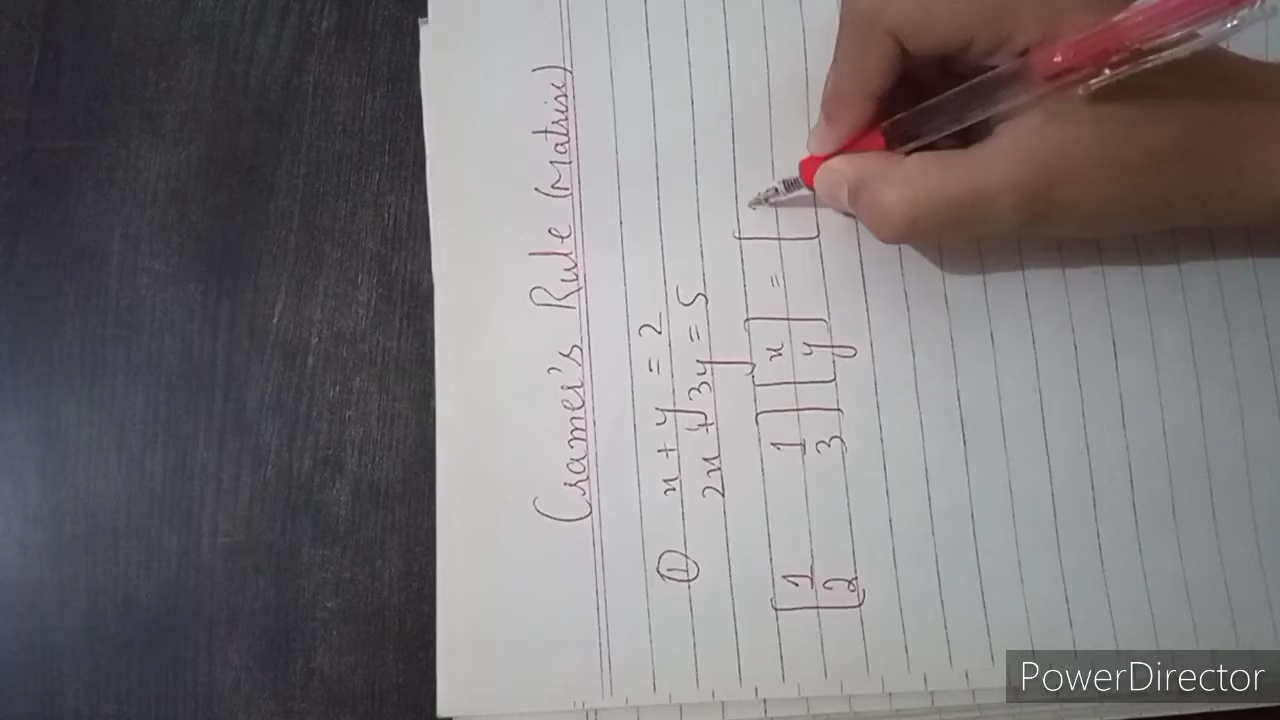 Cramer's Rule (Matrix)
① x + y = 2
2x + 3y = 5
[1 1] [x] = [
[2 3] [y]
PowerDirector